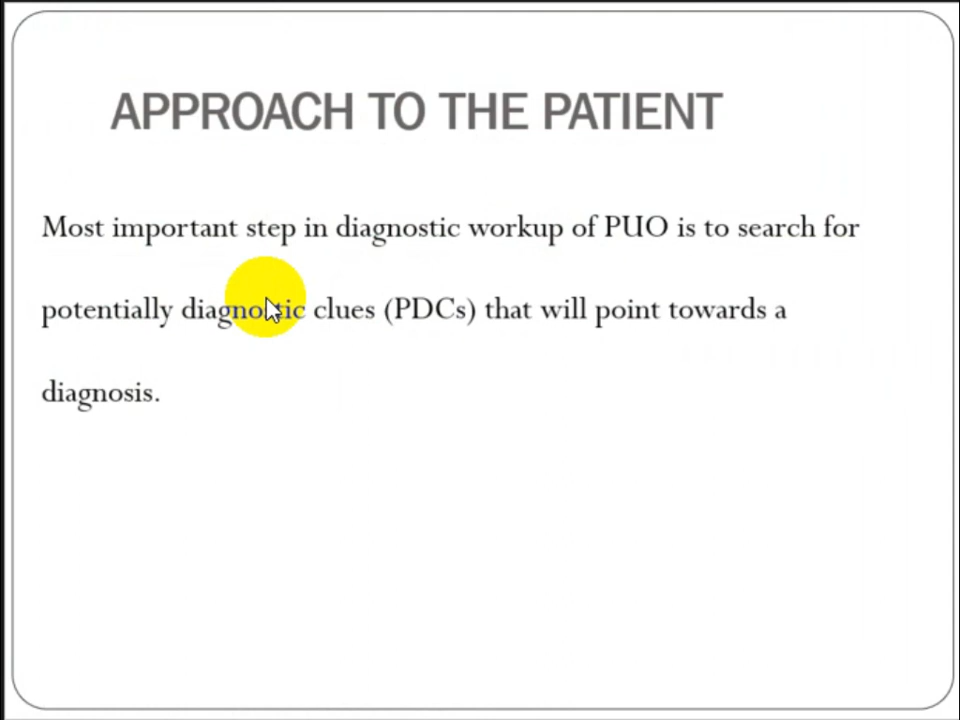 APPROACH TO THE PATIENT
Most important step in diagnostic workup of PUO is to search for
potentially diagnostic clues (PDCs) that will point towards a
diagnosis.